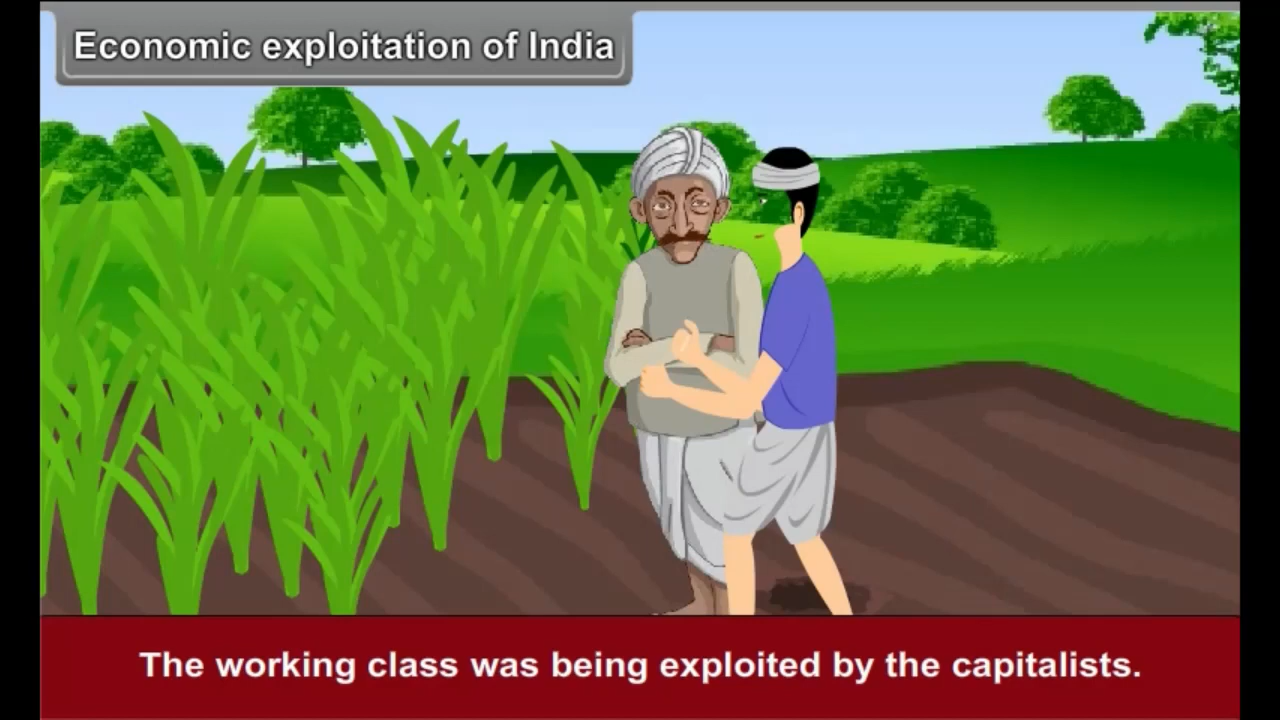 Economic exploitation of India
The working class was being exploited by the capitalists.